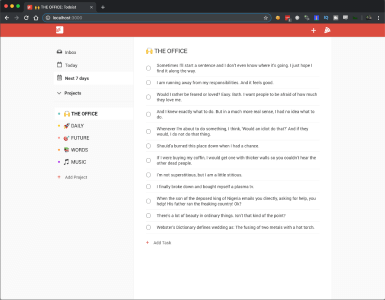 THE OFFICE: Todoist
localhost:3000
Inbox
Today
Next 7 days
Projects
THE OFFICE
DAILY
FUTURE
WORDS
MUSIC
Add Project
THE OFFICE
Sometimes I'll start a sentence and I don't even know where it's going. I just hope I
find it along the way.
I am running away from my responsibilities. And it feels good.
Would I rather be feared or loved? Easy. Both. I want people to be afraid of how much
they love me.
And I knew exactly what to do. But in a much more real sense, I had no idea what to
do.
Whenever I'm about to do something, I think, 'Would an idiot do that?' And if they
would, I do not do that thing.
Should'a burned this place down when I had a chance.
If I were buying my coffin, I would get one with thicker walls so you couldn't hear the
other dead people.
I'm not superstitious, but I am a little stitious.
I finally broke down and bought myself a plasma tv.
When the son of the deposed king of Nigeria emails you directly, asking for help, you
help! His father ran the freaking country! Ok?
There's a lot of beauty in ordinary things. Isn't that kind of the point?
Webster's Dictionary defines wedding as: The fusing of two metals with a hot torch.
Add Task